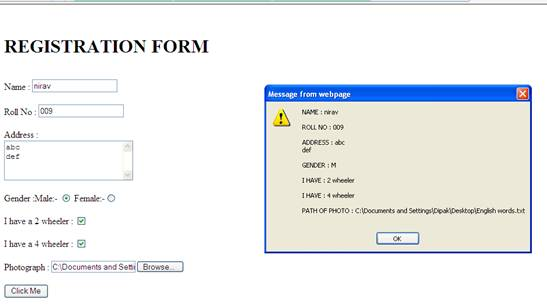 REGISTRATION FORM
Name : nirav
Roll No : 009
Address :
abc
def
Gender :Male:- Female:-
I have a 2 wheeler :
I have a 4 wheeler :
Photograph : C:\Documents and Setti Browse...
Click Me
Message from webpage
NAME : nirav
ROLL NO : 009
ADDRESS : abc
def
GENDER : M
I HAVE : 2 wheeler
I HAVE : 4 wheeler
PATH OF PHOTO : C:\Documents and Settings\Dipak\Desktop\English words.txt
OK